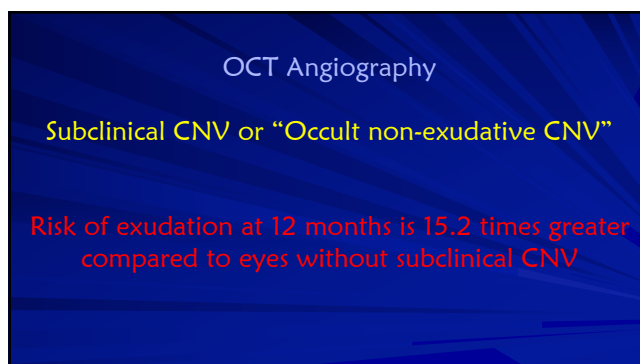 OCT Angiography
Subclinical CNV or “Occult non-exudative CNV”
Risk of exudation at 12 months is 15.2 times greater
compared to eyes without subclinical CNV